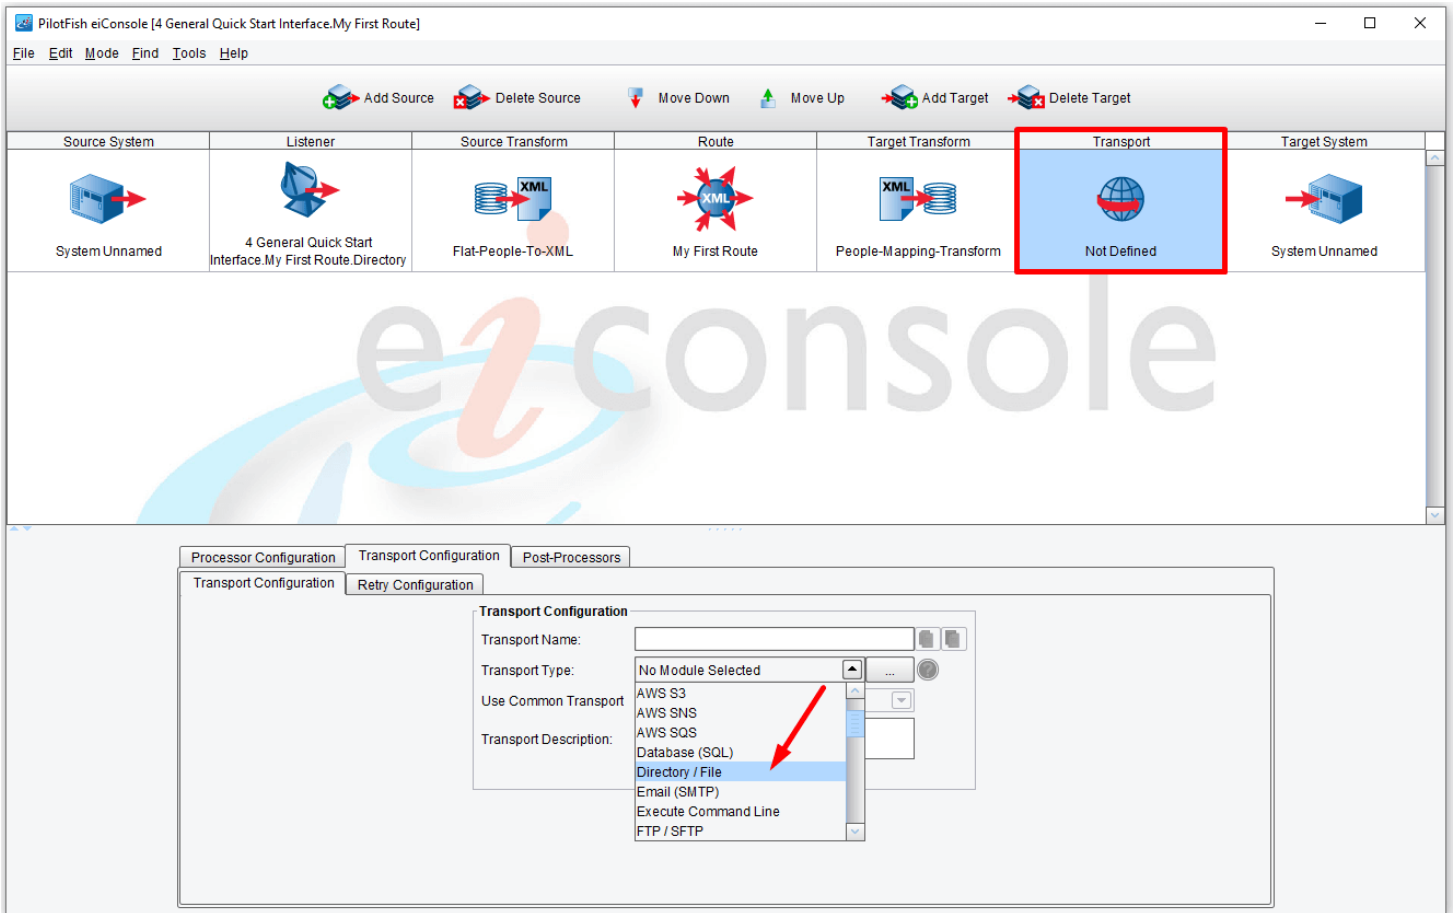 PilotFish eiConsole [4 General Quick Start Interface.My First Route]
File Edit Mode Find Tools Help
Add Source Delete Source Move Down Move Up Add Target Delete Target
Source System Listener Source Transform Route Target Transform Transport Target System
XML XML XML
System Unnamed
4 General Quick Start
Interface.My First Route.Directory
Flat-People-To-XML
My First Route
People-Mapping-Transform
Not Defined
System Unnamed
eiconsole
Processor Configuration Transport Configuration Post-Processors
Transport Configuration Retry Configuration
Transport Configuration
Transport Name:
Transport Type: No Module Selected ... ?
Use Common Transport
Transport Description:
AWS S3
AWS SNS
AWS SQS
Database (SQL)
Directory / File
Email (SMTP)
Execute Command Line
FTP / SFTP